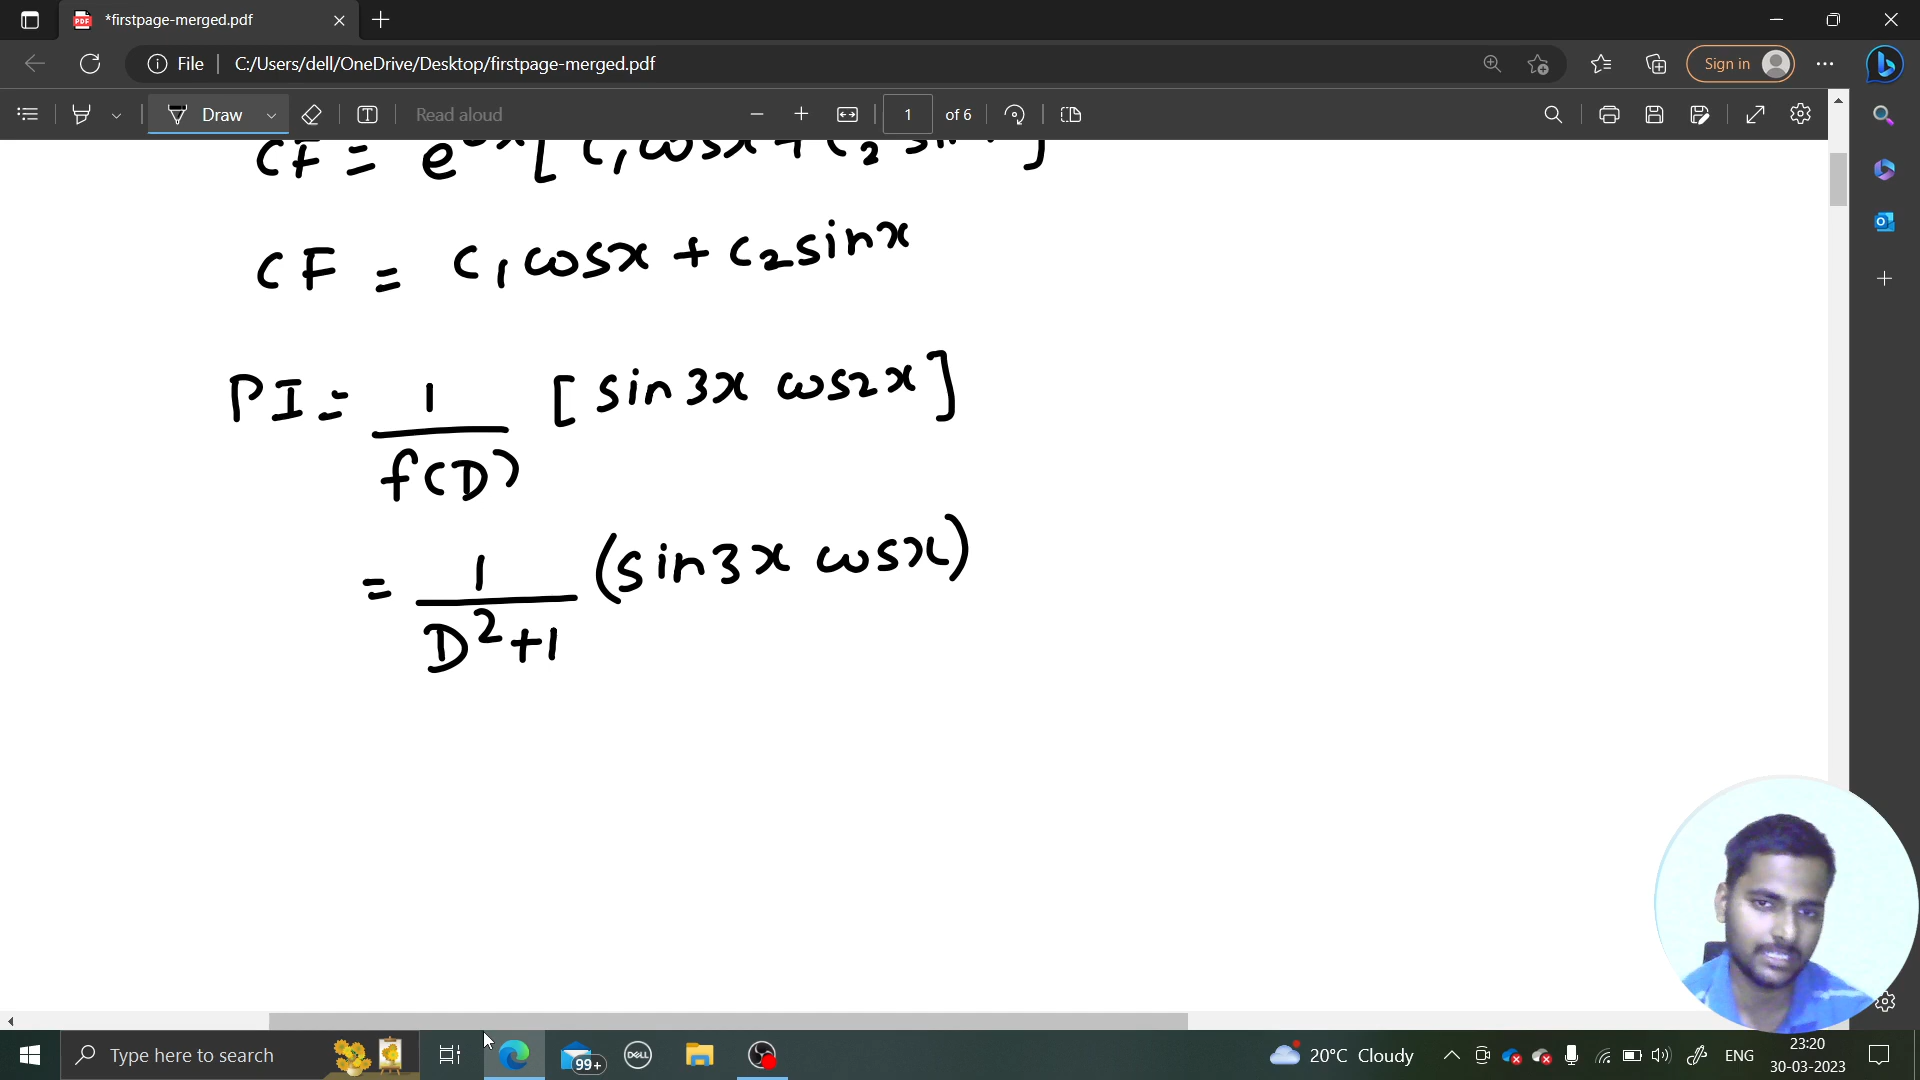 *firstpage-merged.pdf
File C:/Users/dell/OneDrive/Desktop/firstpage-merged.pdf Sign in
Draw Read aloud 1 of 6
CF =
CF = c₁cosx + c₂sinx
PI = 1/f(D) [sin3x cos2x]
= 1/D²+1 (sin3x cosx)
Type here to search 99+ DELL 20°C Cloudy ENG 23:20
30-03-2023